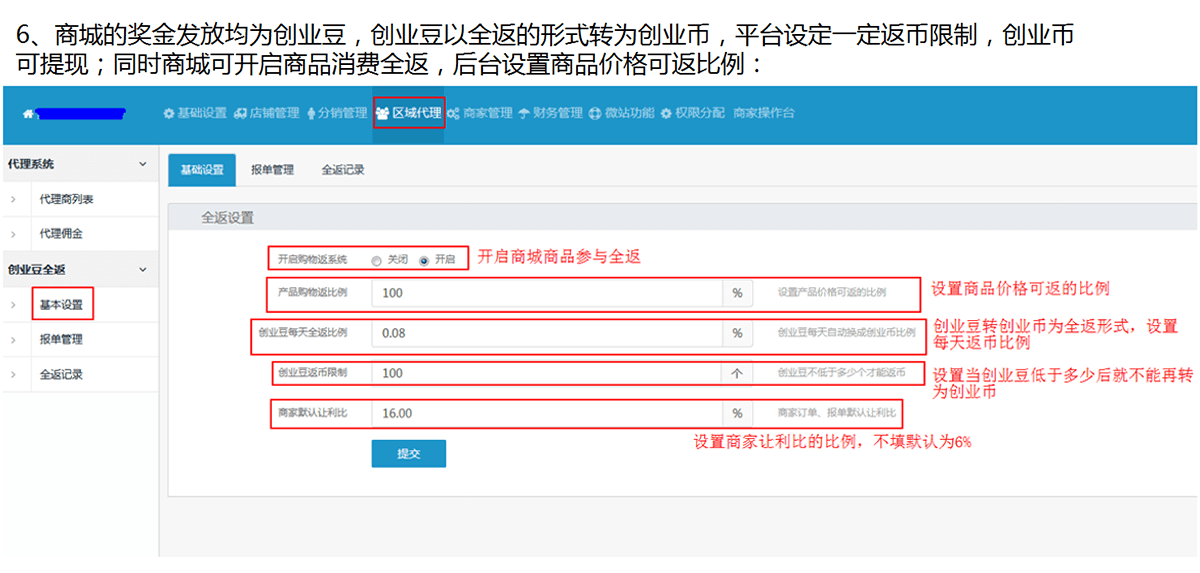 6、商城的奖金发放均为创业豆，创业豆以全返的形式转为创业币，平台设定一定返币限制，创业币
可提现；同时商城可开启商品消费全返，后台设置商品价格可返比例：
基础设置 店铺管理 分销管理 区域代理 商家管理 财务管理 微站功能 权限分配 商家操作台
代理系统
代理商列表
代理佣金
创业豆全返
基本设置
报单管理
全返记录
基础设置 报单管理 全返记录
全返设置
开启购物返系统 关闭 开启 开启商城商品参与全返
产品购物返比例 100 % 设置产品价格可返的比例 设置商品价格可返的比例
创业豆每天全返比例 0.08 % 创业豆每天自动换成创业币比例 创业豆转创业币为全返形式，设置
每天返币比例
创业豆返币限制 100 个 创业豆不低于多少个才能返币 设置当创业豆低于多少后就不能再转
为创业币
商家默认让利比 16.00 % 商家订单、报单默认让利比
设置商家让利比的比例，不填默认为6%
提交